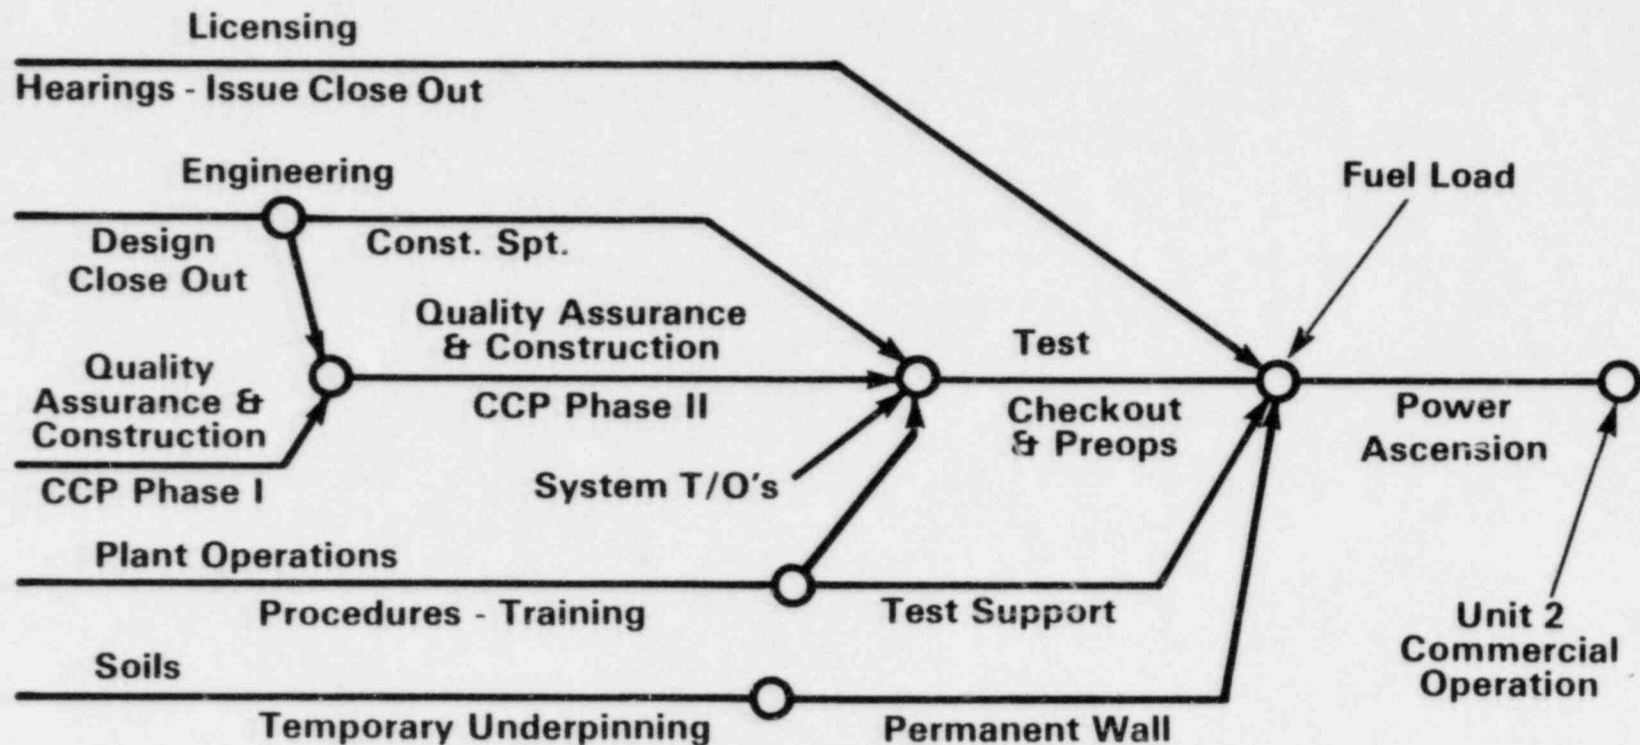 Licensing
Hearings - Issue Close Out
Engineering
Fuel Load
Design
Close Out
Const. Spt.
Quality Assurance
& Construction
Test
Quality
Assurance &
Construction
CCP Phase II
Checkout
& Preops
Power
Ascension
CCP Phase I
System T/O's
Plant Operations
Procedures - Training
Test Support
Unit 2
Commercial
Operation
Soils
Temporary Underpinning
Permanent Wall